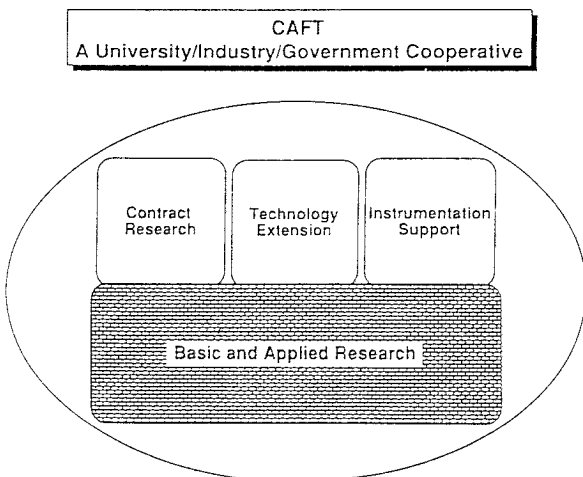 CAFT
A University/Industry/Government Cooperative
Contract
Research
Technology
Extension
Instrumentation
Support
Basic and Applied Research